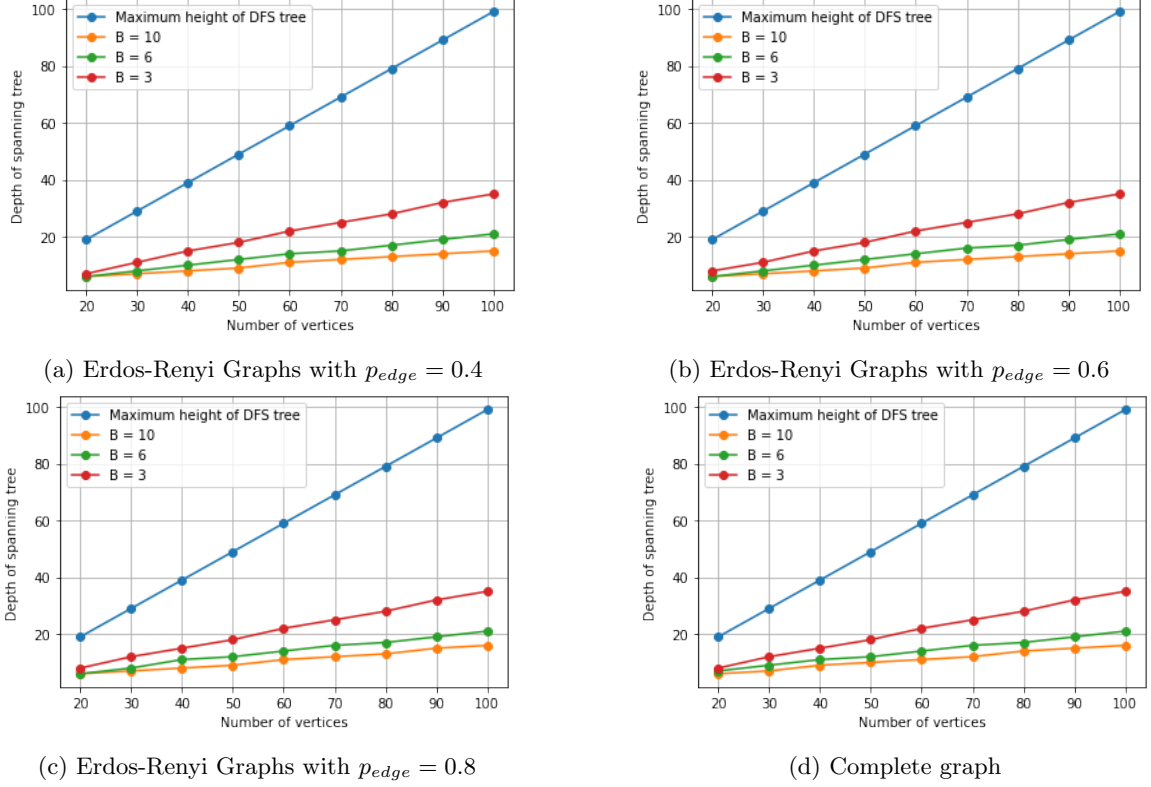 100
80
60
40
20
Depth of spanning tree
Maximum height of DFS tree
B = 10
B = 6
B = 3
20 30 40 50 60 70 80 90 100
Number of vertices
(a) Erdos-Renyi Graphs with p_edge = 0.4
100
80
60
40
20
Depth of spanning tree
Maximum height of DFS tree
B = 10
B = 6
B = 3
20 30 40 50 60 70 80 90 100
Number of vertices
(b) Erdos-Renyi Graphs with p_edge = 0.6
100
80
60
40
20
Depth of spanning tree
Maximum height of DFS tree
B = 10
B = 6
B = 3
20 30 40 50 60 70 80 90 100
Number of vertices
(c) Erdos-Renyi Graphs with p_edge = 0.8
100
80
60
40
20
Depth of spanning tree
Maximum height of DFS tree
B = 10
B = 6
B = 3
20 30 40 50 60 70 80 90 100
Number of vertices
(d) Complete graph